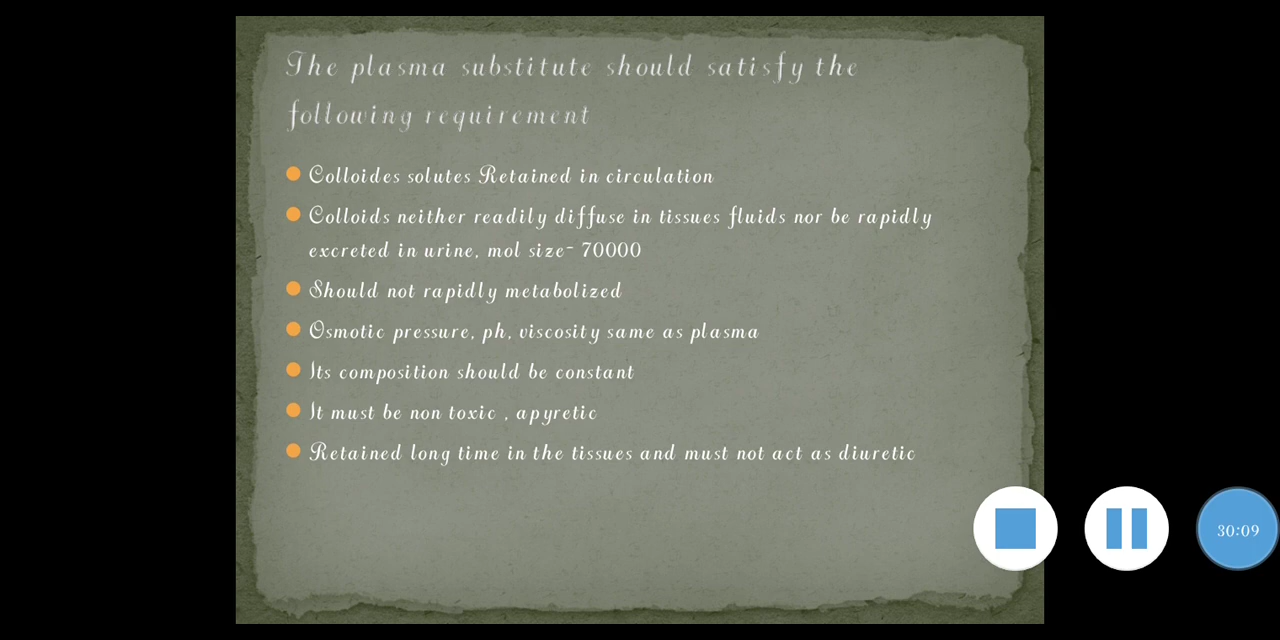 The plasma substitute should satisfy the
following requirement
Colloides solutes Retained in circulation
Colloids neither readily diffuse in tissues fluids nor be rapidly
excreted in urine, mol size- 70000
Should not rapidly metabolized
Osmotic pressure, ph, viscosity same as plasma
Its composition should be constant
It must be non toxic , apyretic
Retained long time in the tissues and must not act as diuretic
30:09